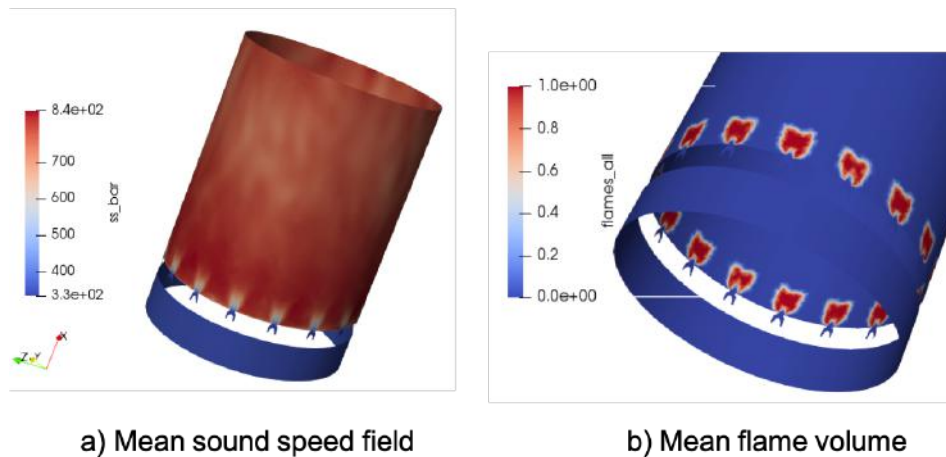 8.4e+02
700
600
500
400
3.3e+02
ss_bar
X
Z
Y
1.0e+00
0.8
0.6
0.4
0.2
0.0e+00
flames_all
a) Mean sound speed field
b) Mean flame volume